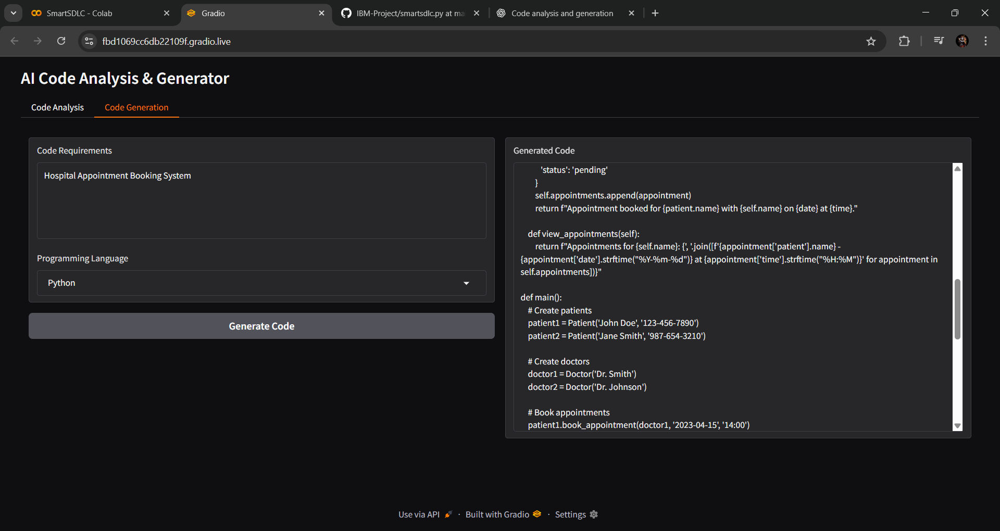 SmartSDLC - Colab
Gradio
IBM-Project/smartsdlc.py at ma
Code analysis and generation
fbd1069cc6db22109f.gradio.live
AI Code Analysis & Generator
Code Analysis
Code Generation
Code Requirements
Hospital Appointment Booking System
Programming Language
Python
Generate Code
Generated Code
'status': 'pending'
}
self.appointments.append(appointment)
return f"Appointment booked for {patient.name} with {self.name} on {date} at {time}."
def view_appointments(self):
return f"Appointments for {self.name}: {', '.join([f'{appointment['patient'].name} -
{appointment['date'].strftime("%Y-%m-%d")} at {appointment['time'].strftime("%H:%M")}' for appointment in
self.appointments])}"
def main():
# Create patients
patient1 = Patient('John Doe', '123-456-7890')
patient2 = Patient('Jane Smith', '987-654-3210')
# Create doctors
doctor1 = Doctor('Dr. Smith')
doctor2 = Doctor('Dr. Johnson')
# Book appointments
patient1.book_appointment(doctor1, '2023-04-15', '14:00')
Use via API · Built with Gradio · Settings